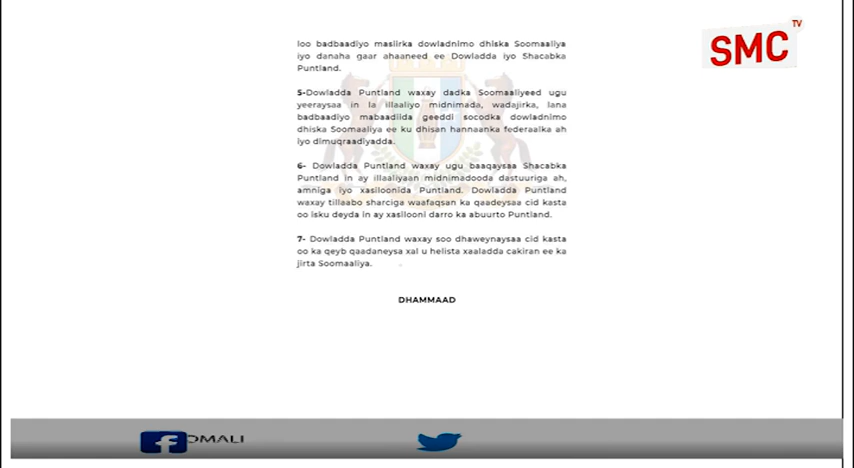 SMC TV
loo badbaadiyo masiirka dowladnimo dhiska Soomaaliya
iyo danaha gaar ahaaneed ee Dowladda iyo Shacabka
Puntland.
5-Dowladda Puntland waxay dadka Soomaaliyeed ugu
yeeraysaa in la illaaliyo midnimada, wadajirka, lana
badbaadiyo mabaadiida geeddi socodka dowladnimo
dhiska Soomaaliya ee ku dhisan hannaanka federaalka ah
iyo dimuqraadiyadda.
6- Dowladda Puntland waxay ugu baaqaysaa Shacabka
Puntland in ay illaaliyaan midnimadooda dastuuriga ah,
amniga iyo xasiloonida Puntland. Dowladda Puntland
waxay tillaabo sharciga waafaqsan ka qaadeysaa cid kasta
oo isku deyda in ay xasillooni darro ka abuurto Puntland.
7- Dowladda Puntland waxay soo dhaweynaysaa cid kasta
oo ka qeyb qaadaneysa xal u helista xaaladda cakiran ee ka
jirta Soomaaliya.
DHAMMAAD
OMALI